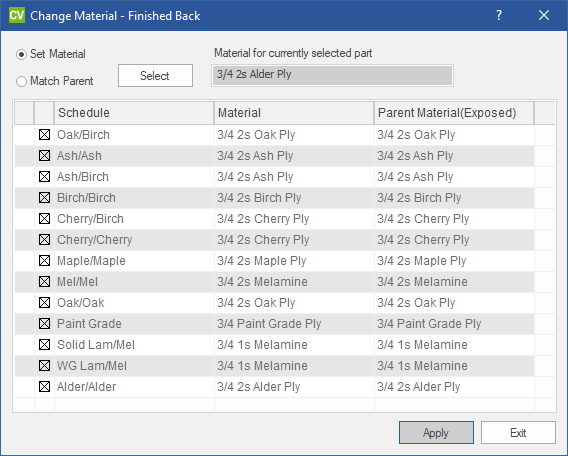 CV Change Material - Finished Back ?
Set Material Material for currently selected part
Match Parent Select 3/4 2s Alder Ply
Schedule Material Parent Material(Exposed)
Oak/Birch 3/4 2s Oak Ply 3/4 2s Oak Ply
Ash/Ash 3/4 2s Ash Ply 3/4 2s Ash Ply
Ash/Birch 3/4 2s Ash Ply 3/4 2s Ash Ply
Birch/Birch 3/4 2s Birch Ply 3/4 2s Birch Ply
Cherry/Birch 3/4 2s Cherry Ply 3/4 2s Cherry Ply
Cherry/Cherry 3/4 2s Cherry Ply 3/4 2s Cherry Ply
Maple/Maple 3/4 2s Maple Ply 3/4 2s Maple Ply
Mel/Mel 3/4 2s Melamine 3/4 2s Melamine
Oak/Oak 3/4 2s Oak Ply 3/4 2s Oak Ply
Paint Grade 3/4 Paint Grade Ply 3/4 Paint Grade Ply
Solid Lam/Mel 3/4 1s Melamine 3/4 1s Melamine
WG Lam/Mel 3/4 1s Melamine 3/4 1s Melamine
Alder/Alder 3/4 2s Alder Ply 3/4 2s Alder Ply
Apply Exit